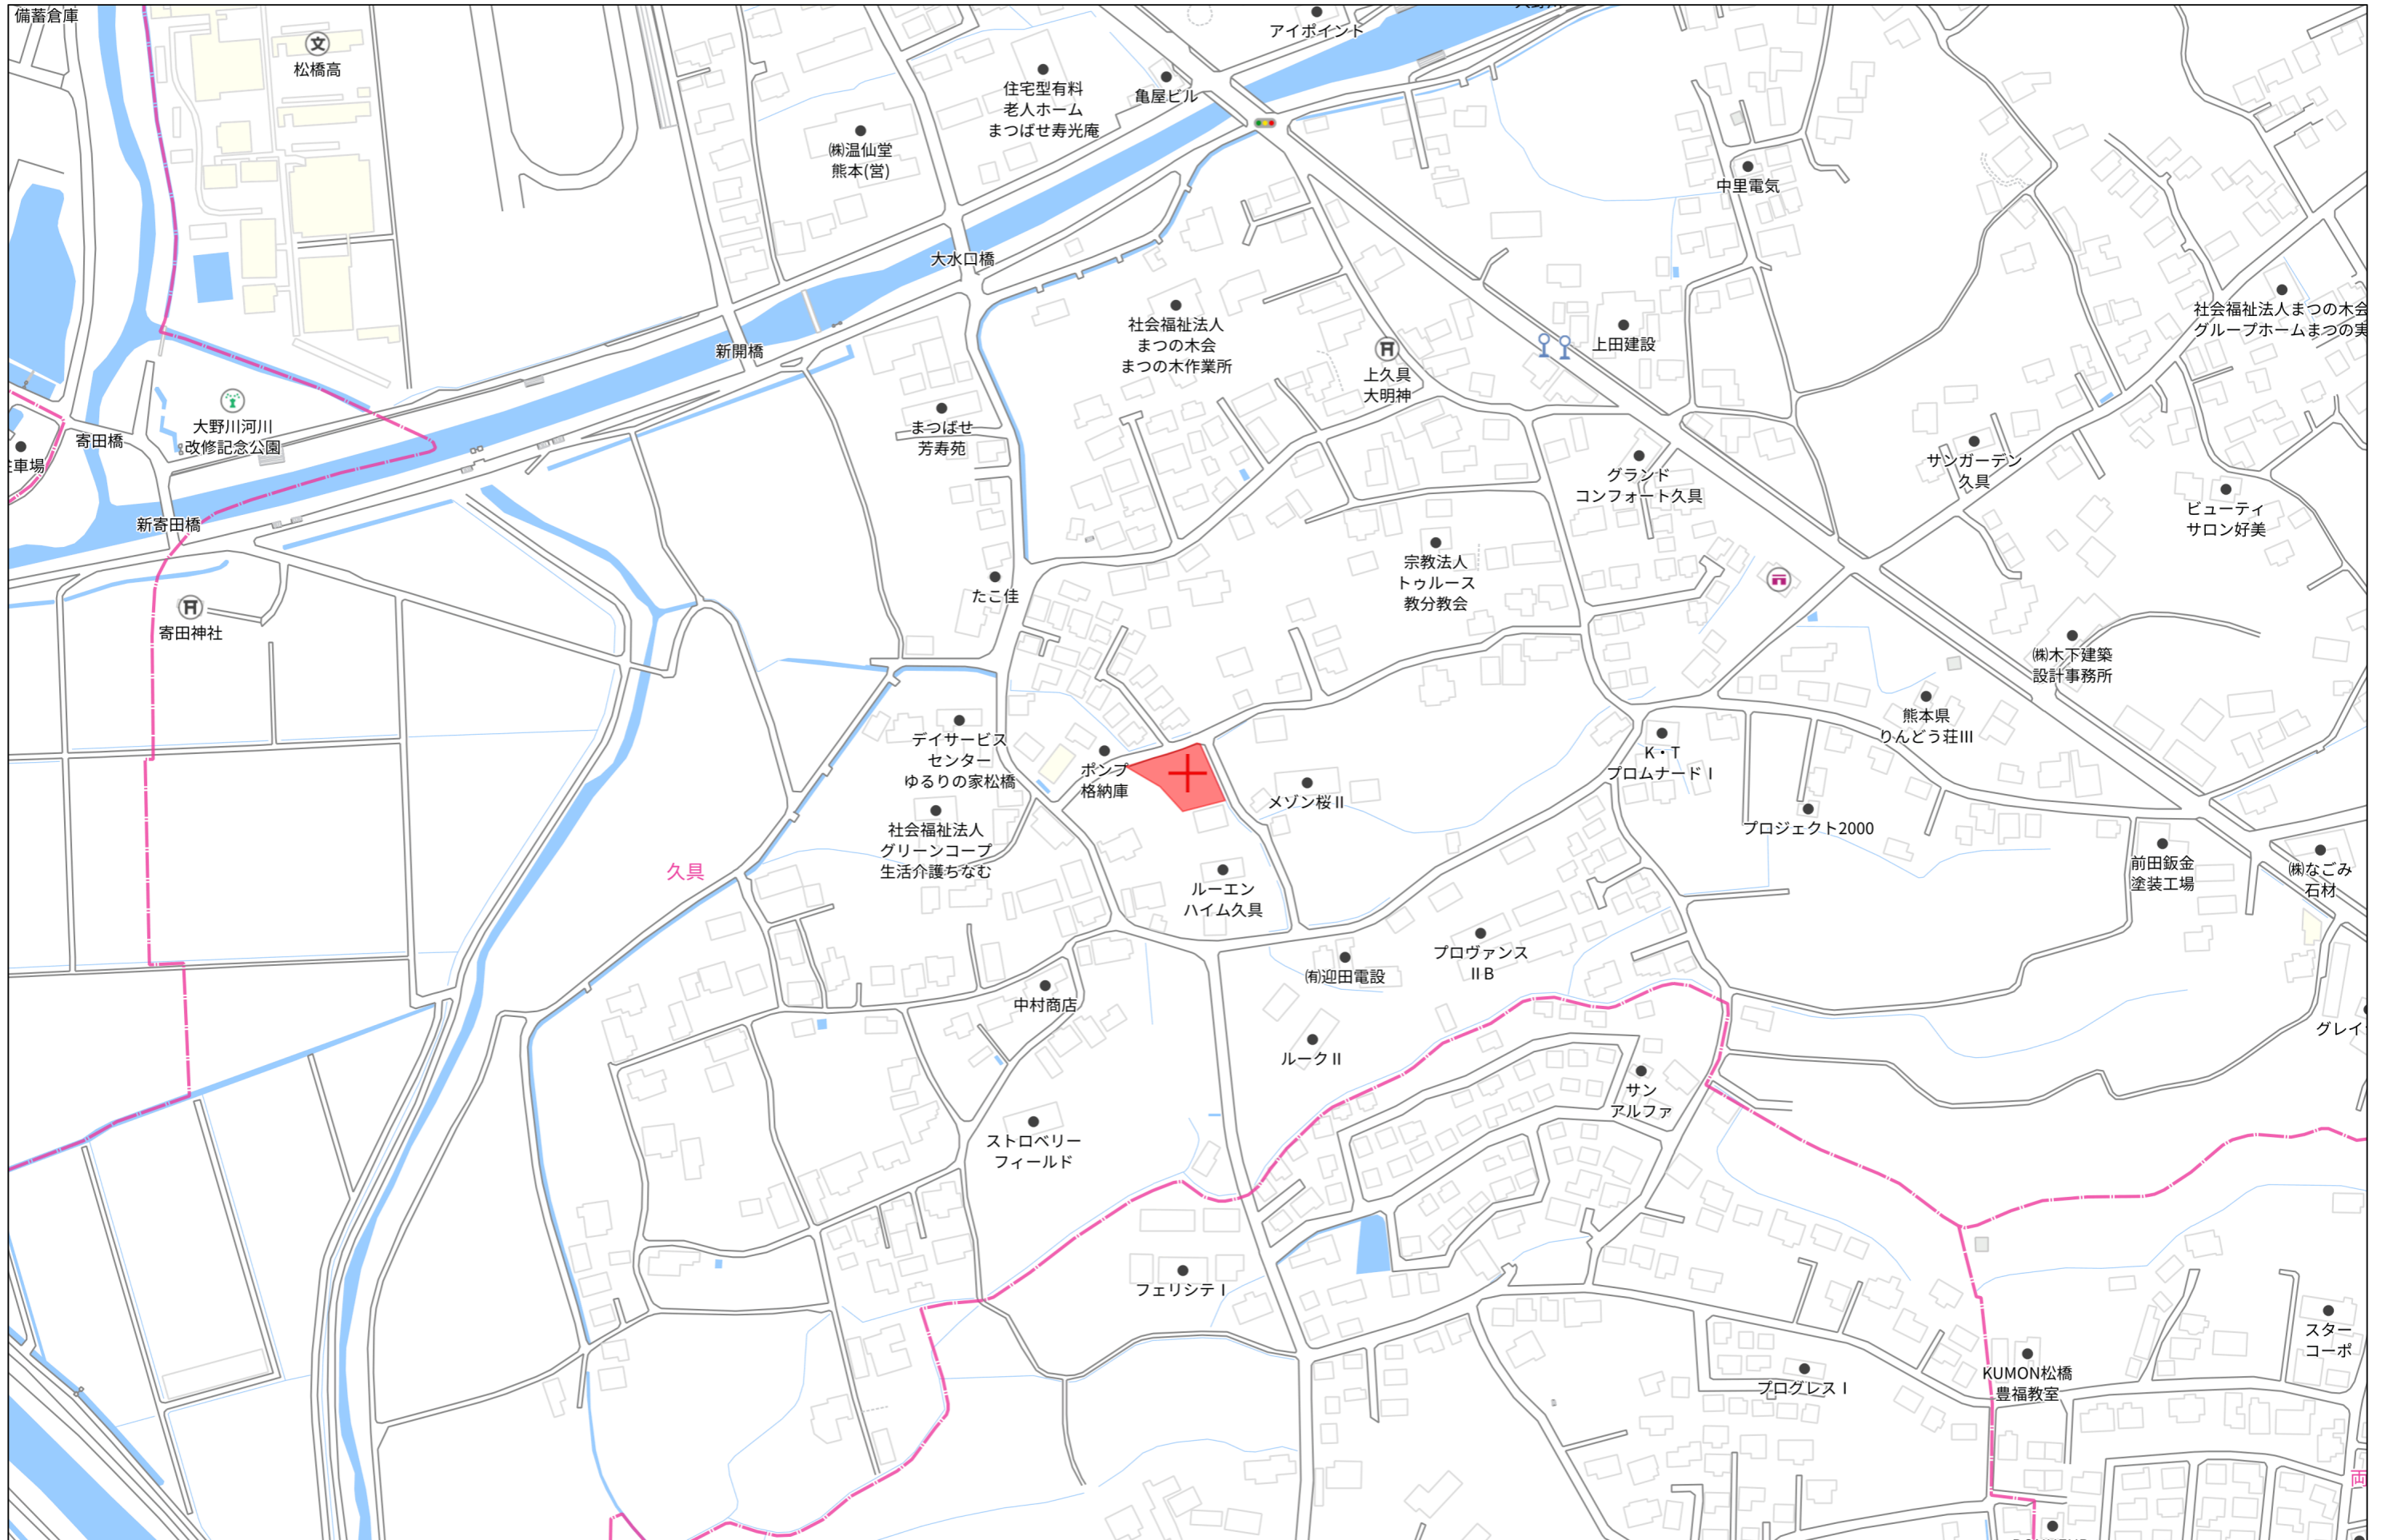 備蓄倉庫
松橋高
アイポイント
住宅型有料
老人ホーム
まつばせ寿光庵
亀屋ビル
㈱温仙堂
熊本(営)
中里電気
大水口橋
新開橋
社会福祉法人
まつの木会
まつの木作業所
上久具
大明神
上田建設
社会福祉法人まつの木会
グループホームまつの実
大野川河川
改修記念公園
寄田橋
車場
まつばせ
芳寿苑
グランド
コンフォート久具
サンガーデン
久具
ビューティ
サロン好美
新寄田橋
寄田神社
たこ佳
宗教法人
トゥルース
教分教会
㈱木下建築
設計事務所
熊本県
りんどう荘III
デイサービス
センター
ゆるりの家松橋
ポンプ
格納庫
メゾン桜Ⅱ
K・T
プロムナードⅠ
プロジェクト2000
社会福祉法人
グリーンコープ
生活介護うなむ
久具
ルーエン
ハイム久具
前田鈑金
塗装工場
㈱なごみ
石材
㈲迎田電設
プロヴァンス
ⅡB
中村商店
ルークⅡ
グレイ
サン
アルファ
ストロベリー
フィールド
フェリシテⅠ
スター
コーポ
KUMON松橋
豊福教室
プログレスⅠ